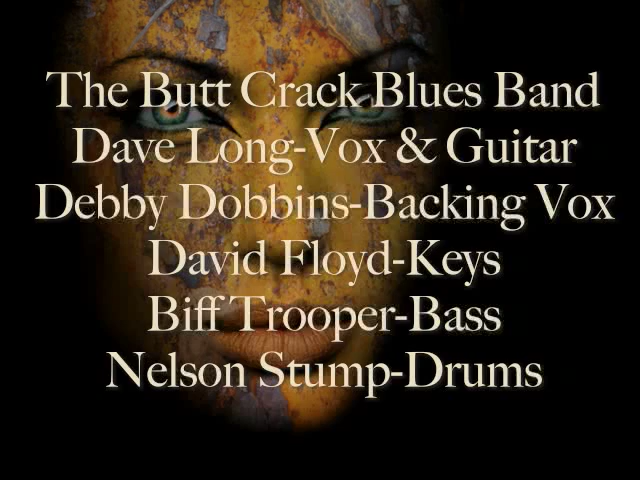 The Butt Crack Blues Band
Dave Long-Vox & Guitar
Debby Dobbins-Backing Vox
David Floyd-Keys
Biff Trooper-Bass
Nelson Stump-Drums